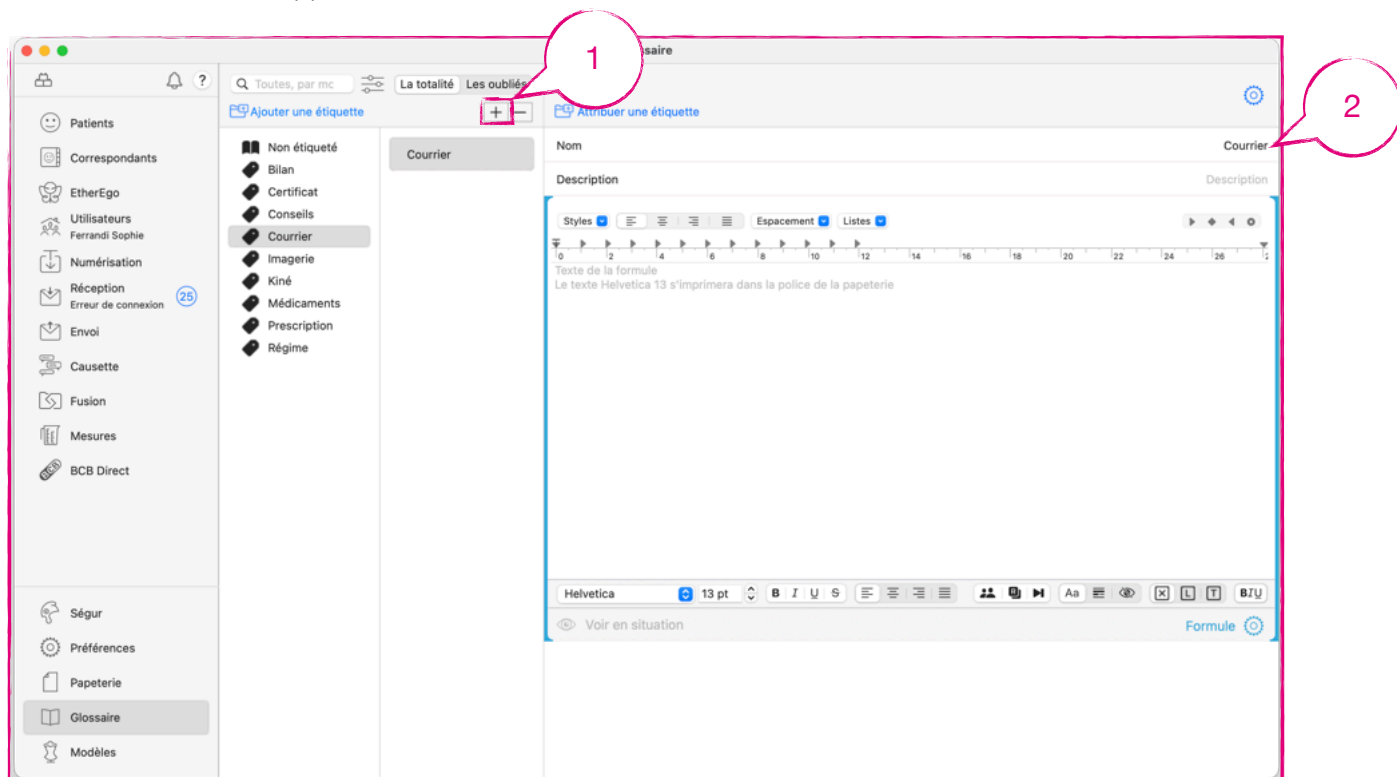 1
saire
?
Toutes, par mc
La totalité
Les oubliés
2
Ajouter une étiquette
+ −
Attribuer une étiquette
Patients
Correspondants
EtherEgo
Utilisateurs
Ferrandi Sophie
Numérisation
Réception
Erreur de connexion
25
Envoi
Causette
Fusion
Mesures
BCB Direct
Ségur
Préférences
Papeterie
Glossaire
Modèles
Non étiqueté
Bilan
Certificat
Conseils
Courrier
Imagerie
Kiné
Médicaments
Prescription
Régime
Courrier
Nom
Courrier
Description
Description
Styles
Espacement
Listes
0 2 4 6 8 10 12 14 16 18 20 22 24 26
Texte de la formule
Le texte Helvetica 13 s'imprimera dans la police de la papeterie
Helvetica
13 pt
B I U S
Aa
X L T
BIU
Voir en situation
Formule